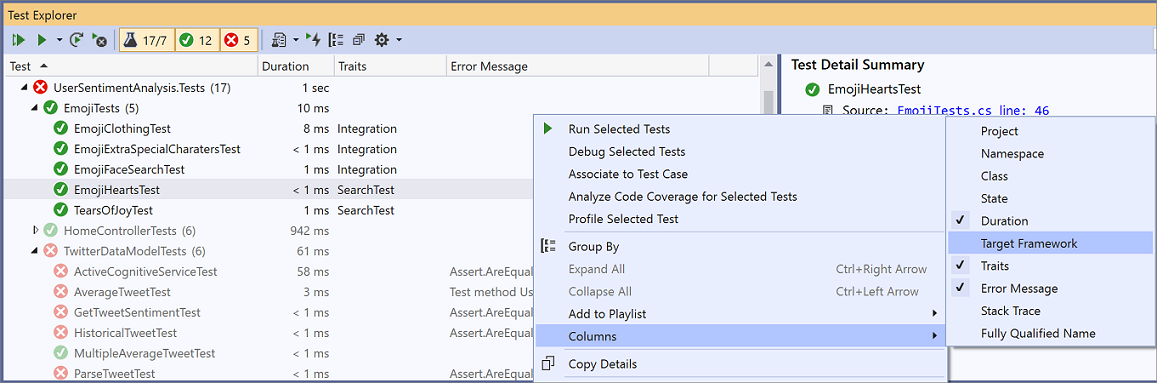 Test Explorer
17/7 12 5
Test Duration Traits Error Message
UserSentimentAnalysis.Tests (17) 1 sec
EmojiTests (5) 10 ms
EmojiClothingTest 8 ms Integration
EmojiExtraSpecialCharatersTest < 1 ms Integration
EmojiFaceSearchTest 1 ms Integration
EmojiHeartsTest < 1 ms SearchTest
TearsOfJoyTest 1 ms SearchTest
HomeControllerTests (6) 942 ms
TwitterDataModelTests (6) 61 ms
ActiveCognitiveServiceTest 58 ms Assert.AreEqual
AverageTweetTest 3 ms Test method Us
GetTweetSentimentTest < 1 ms Assert.AreEqua
HistoricalTweetTest < 1 ms Assert.AreEqua
MultipleAverageTweetTest < 1 ms
ParseTweetTest < 1 ms Assert.AreEqual
Test Detail Summary
EmojiHeartsTest
Source: EmojiTests.cs line: 46
Run Selected Tests
Debug Selected Tests
Associate to Test Case
Analyze Code Coverage for Selected Tests
Profile Selected Test
Group By
Expand All Ctrl+Right Arrow
Collapse All Ctrl+Left Arrow
Add to Playlist
Columns
Copy Details
Project
Namespace
Class
State
Duration
Target Framework
Traits
Error Message
Stack Trace
Fully Qualified Name